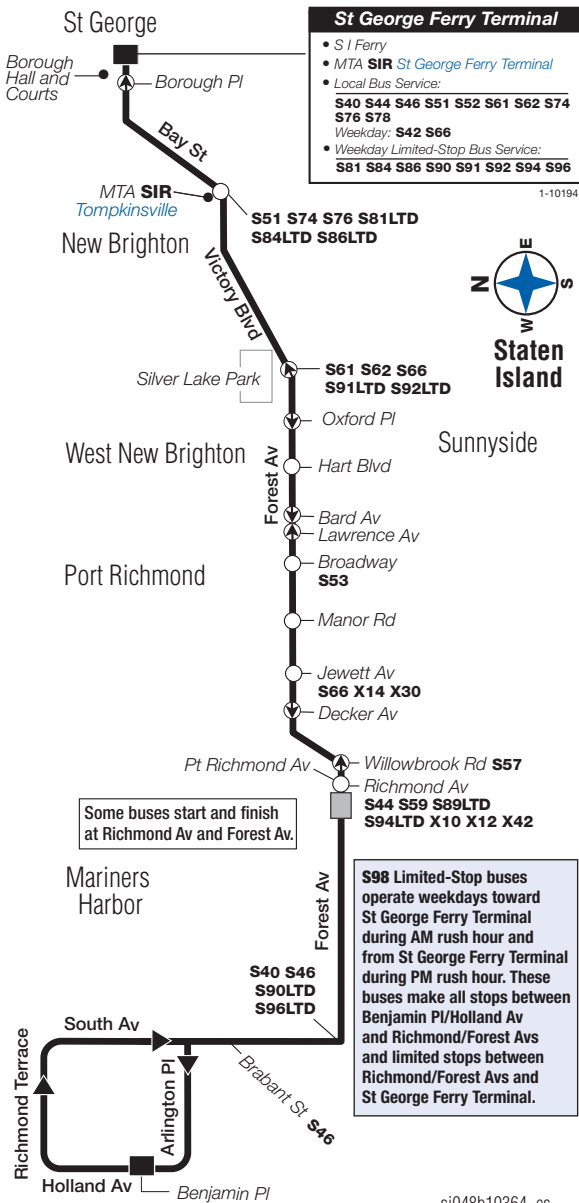 St George
St George Ferry Terminal
• S I Ferry
• MTA SIR St George Ferry Terminal
• Local Bus Service:
S40 S44 S46 S51 S52 S61 S62 S74
S76 S78
Weekday: S42 S66
• Weekday Limited-Stop Bus Service:
S81 S84 S86 S90 S91 S92 S94 S96
1-10194
Borough
Hall and
Courts
Borough Pl
Bay St
MTA SIR
Tompkinsville
S51 S74 S76 S81LTD
S84LTD S86LTD
New Brighton
Victory Blvd
N
E
S
W
Staten
Island
Silver Lake Park
S61 S62 S66
S91LTD S92LTD
Oxford Pl
Sunnyside
West New Brighton
Hart Blvd
Forest Av
Bard Av
Lawrence Av
Broadway
S53
Port Richmond
Manor Rd
Jewett Av
S66 X14 X30
Decker Av
Pt Richmond Av
Willowbrook Rd S57
Richmond Av
S44 S59 S89LTD
S94LTD X10 X12 X42
Some buses start and finish
at Richmond Av and Forest Av.
Mariners
Harbor
Forest Av
S98 Limited-Stop buses
operate weekdays toward
St George Ferry Terminal
during AM rush hour and
from St George Ferry Terminal
during PM rush hour. These
buses make all stops between
Benjamin Pl/Holland Av
and Richmond/Forest Avs
and limited stops between
Richmond/Forest Avs and
St George Ferry Terminal.
S40 S46
S90LTD
S96LTD
South Av
Richmond Terrace
Arlington Pl
Brabant St S46
Holland Av
Benjamin Pl
si048b10364_cs